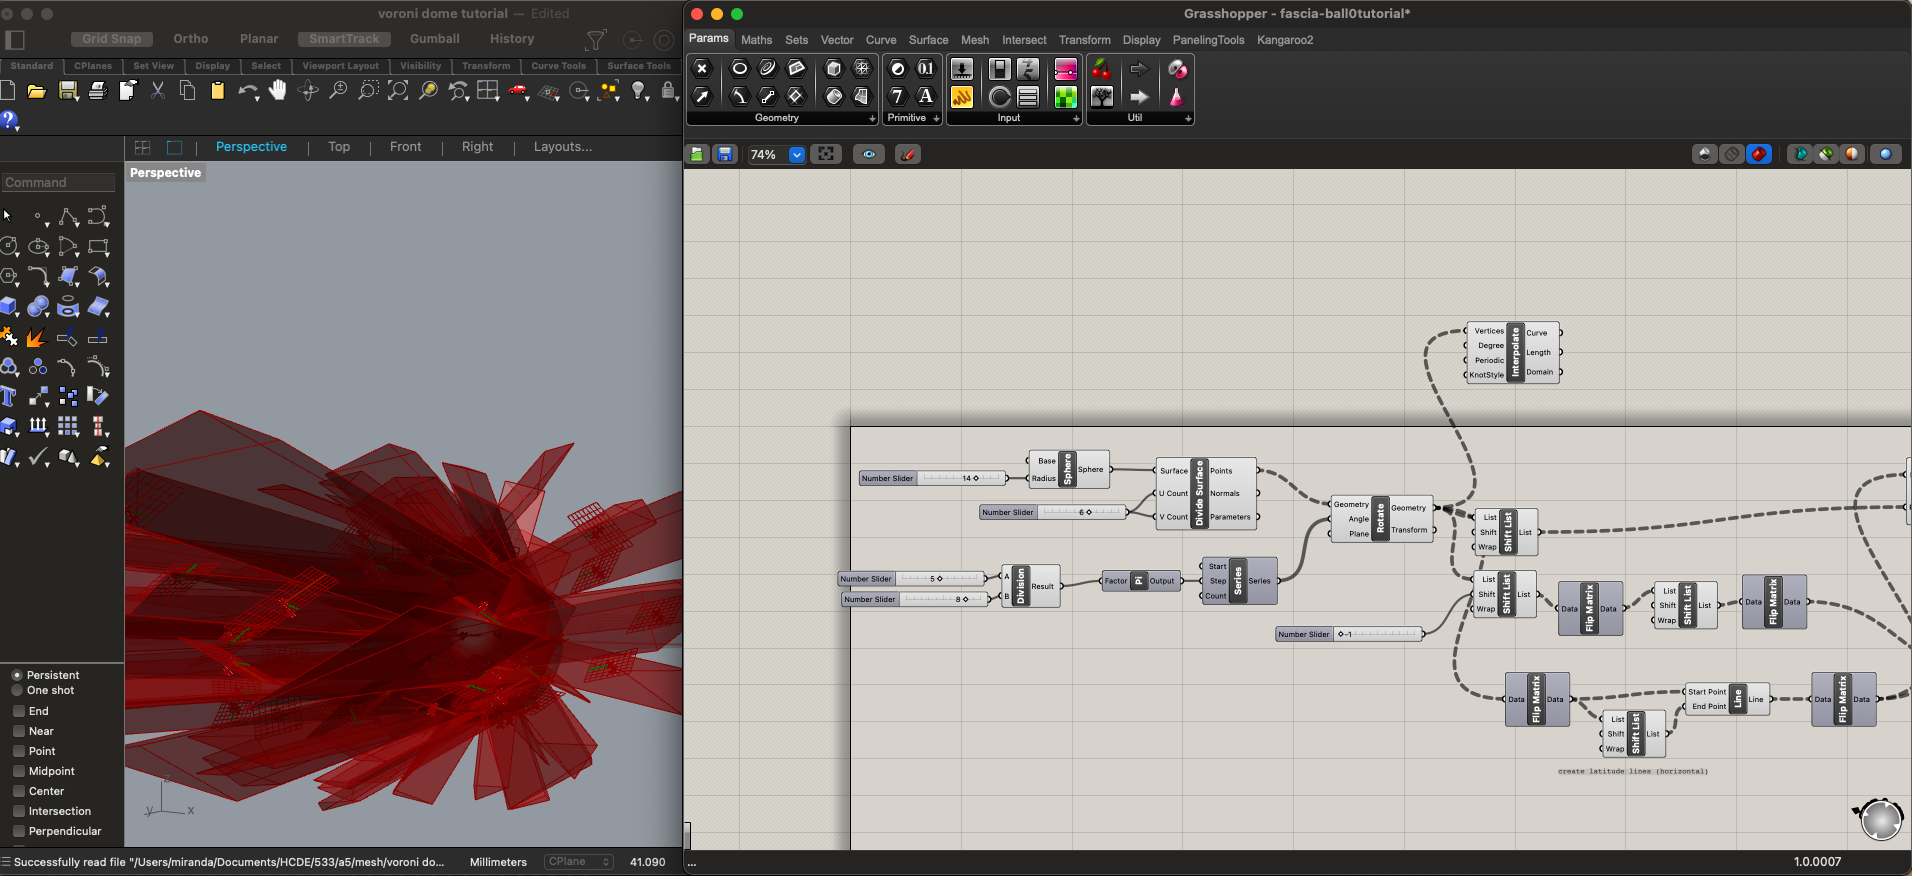 voroni dome tutorial — Edited
Grid Snap Ortho Planar SmartTrack Gumball History
Standard CPlanes Set View Display Select Viewport Layout Visibility Transform Curve Tools Surface Tools
Perspective Top Front Right Layouts...
Perspective
Command
z
y
x
Persistent
One shot
End
Near
Point
Midpoint
Center
Intersection
Perpendicular
Successfully read file "/Users/miranda/Documents/HCDE/533/a5/mesh/voroni do... Millimeters CPlane 41.090
Grasshopper - fascia-ball0tutorial*
Params Maths Sets Vector Curve Surface Mesh Intersect Transform Display PanelingTools Kangaroo2
Geometry Primitive Input Util
74%
Vertices
Degree
Periodic
KnotStyle
Interpolate
Curve
Length
Domain
Number Slider 14
Base
Radius
Sphere
Sphere
Number Slider 6
Surface
U Count
V Count
Divide Surface
Points
Normals
Parameters
Geometry
Angle
Plane
Rotate
Geometry
Transform
Number Slider 5
Number Slider 8
A
B
Division
Result
Factor Pi Output
Start
Step
Count
Series
Series
Number Slider -1
List
Shift
Wrap
Shift List
List
List
Shift
Wrap
Shift List
List
Data Flip Matrix Data
List
Shift
Wrap
Shift List
List
Data Flip Matrix Data
Data Flip Matrix Data
List
Shift
Wrap
Shift List
List
Start Point
End Point
Line
Line
Data Flip Matrix Data
create latitude lines (horizontal)
...
1.0.0007